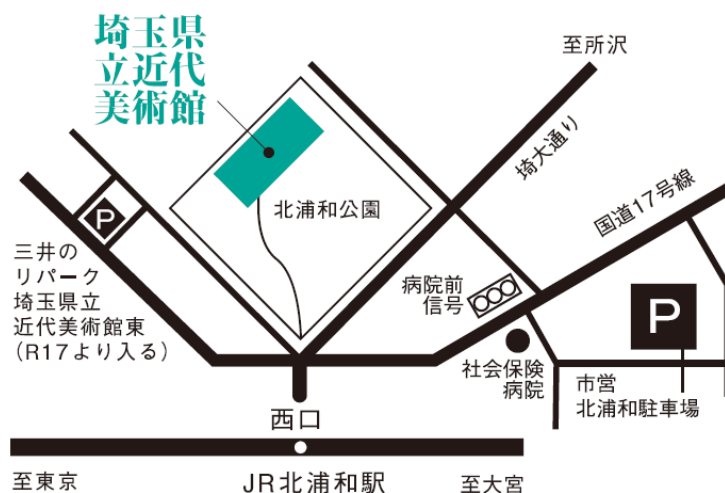 埼玉県
立近代
美術館
至所沢
埼大通り
北浦和公園
国道17号線
P
三井の
リパーク
埼玉県立
近代美術館東
（R17より入る）
病院前
信号
P
社会保険
病院
市営
北浦和駐車場
西口
至東京
JR北浦和駅
至大宮